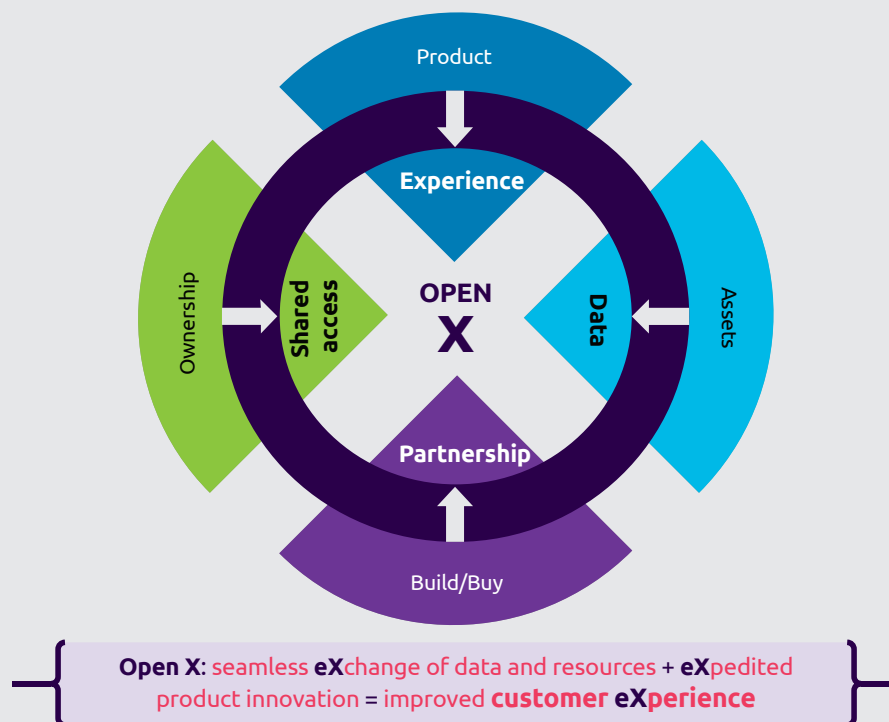 Product
Experience
Ownership
Shared
access
OPEN
X
Data
Assets
Partnership
Build/Buy
Open X: seamless eXchange of data and resources + eXpedited
product innovation = improved customer eXperience